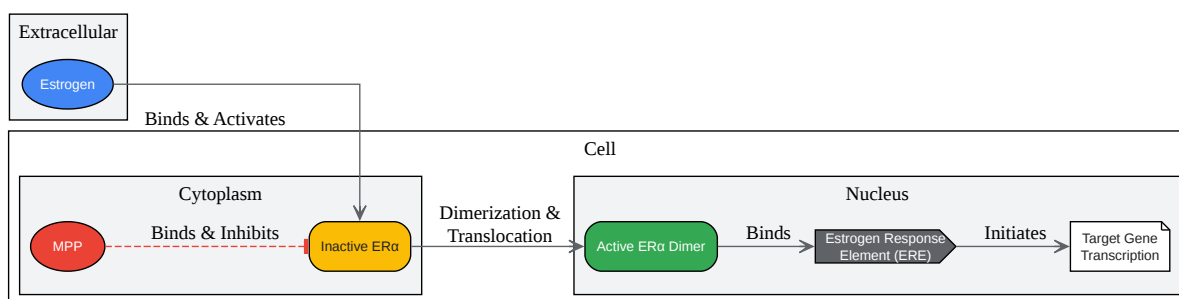 Extracellular
Estrogen
Binds & Activates
Cell
Cytoplasm
Nucleus
MPP
Binds & Inhibits
Inactive ERα
Dimerization &
Translocation
Active ERα Dimer
Binds
Estrogen Response
Element (ERE)
Initiates
Target Gene
Transcription